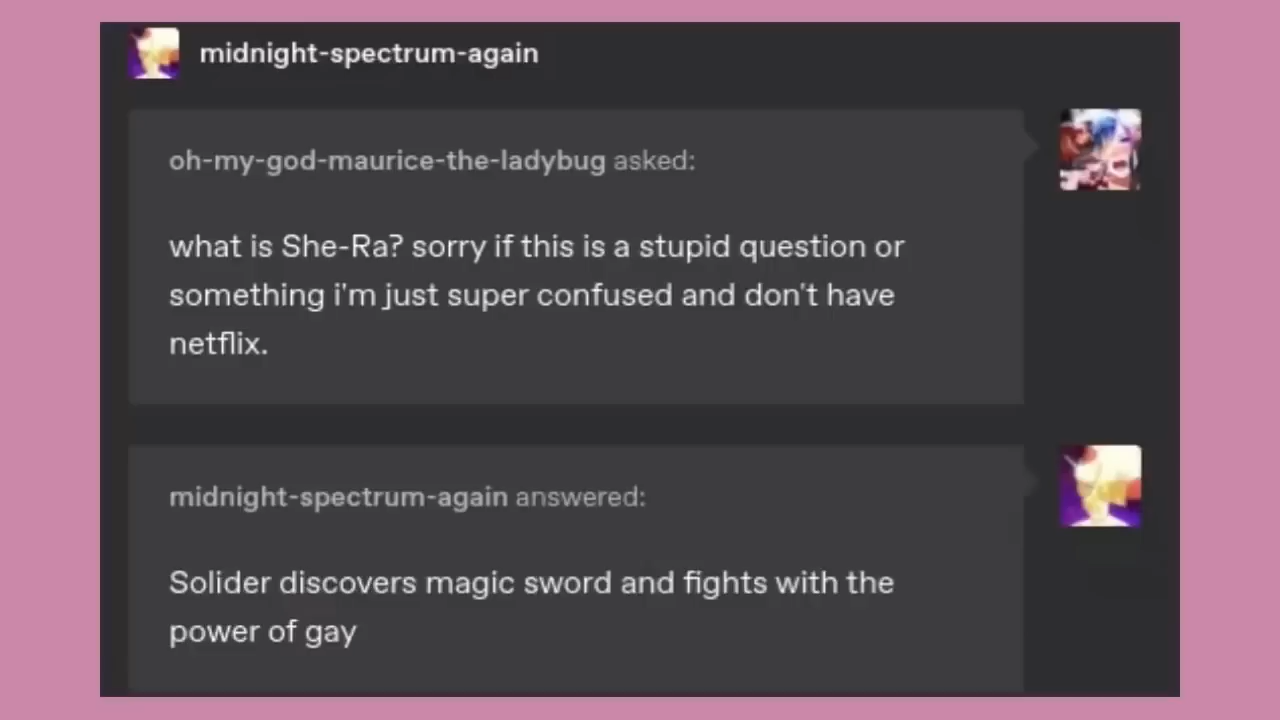 midnight-spectrum-again
oh-my-god-maurice-the-ladybug asked:
what is She-Ra? sorry if this is a stupid question or
something i'm just super confused and don't have
netflix.
midnight-spectrum-again answered:
Solider discovers magic sword and fights with the
power of gay